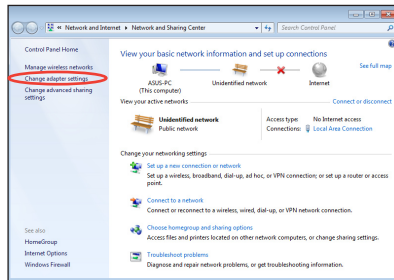 « Network and Internet ▸ Network and Sharing Center
Search Control Panel
Control Panel Home
Manage wireless networks
Change adapter settings
Change advanced sharing
settings
See also
HomeGroup
Internet Options
Windows Firewall
View your basic network information and set up connections
See full map
ASUS-PC
(This computer)
Unidentified network
Internet
View your active networks
Connect or disconnect
Unidentified network
Public network
Access type: No Internet access
Connections: Local Area Connection
Change your networking settings
Set up a new connection or network
Set up a wireless, broadband, dial-up, ad hoc, or VPN connection; or set up a router or access
point.
Connect to a network
Connect or reconnect to a wireless, wired, dial-up, or VPN network connection.
Choose homegroup and sharing options
Access files and printers located on other network computers, or change sharing settings.
Troubleshoot problems
Diagnose and repair network problems, or get troubleshooting information.